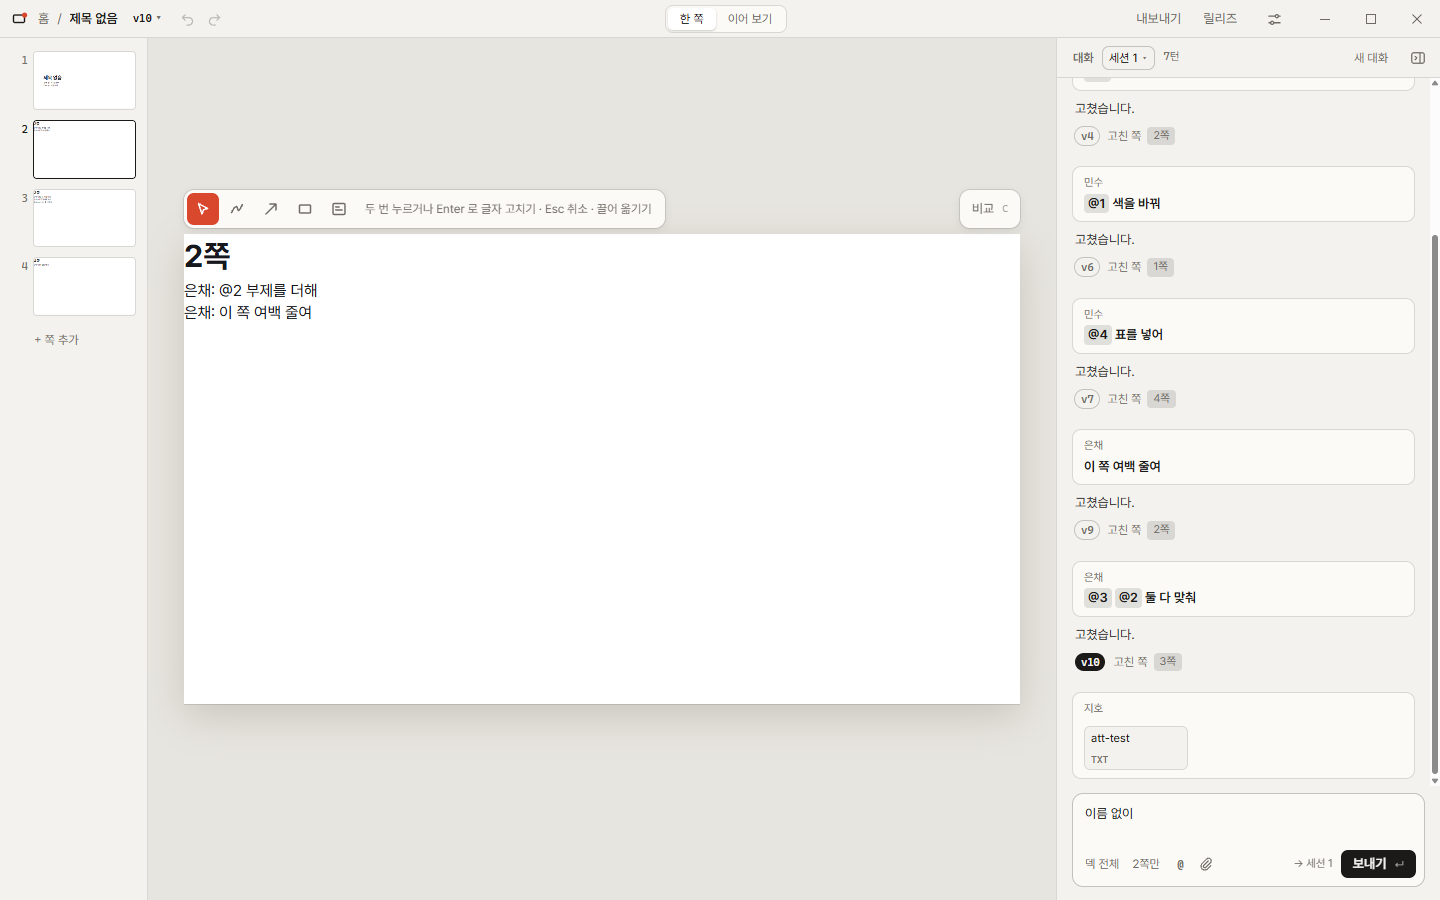 홈 / 제목 없음 v10
한 쪽 이어 보기
내보내기 릴리즈
1
제목 없음
2
3
4
+ 쪽 추가
두 번 누르거나 Enter 로 글자 고치기 · Esc 취소 · 끌어 옮기기
비교 C
2쪽
은채: @2 부제를 더해
은채: 이 쪽 여백 줄여
대화 세션 1 7턴 새 대화
고쳤습니다.
v4 고친 쪽 2쪽
민수
@1 색을 바꿔
고쳤습니다.
v6 고친 쪽 1쪽
민수
@4 표를 넣어
고쳤습니다.
v7 고친 쪽 4쪽
은채
이 쪽 여백 줄여
고쳤습니다.
v9 고친 쪽 2쪽
은채
@3 @2 둘 다 맞춰
고쳤습니다.
v10 고친 쪽 3쪽
지호
att-test
TXT
이름 없이
덱 전체 2쪽만 @ → 세션 1 보내기 ↵